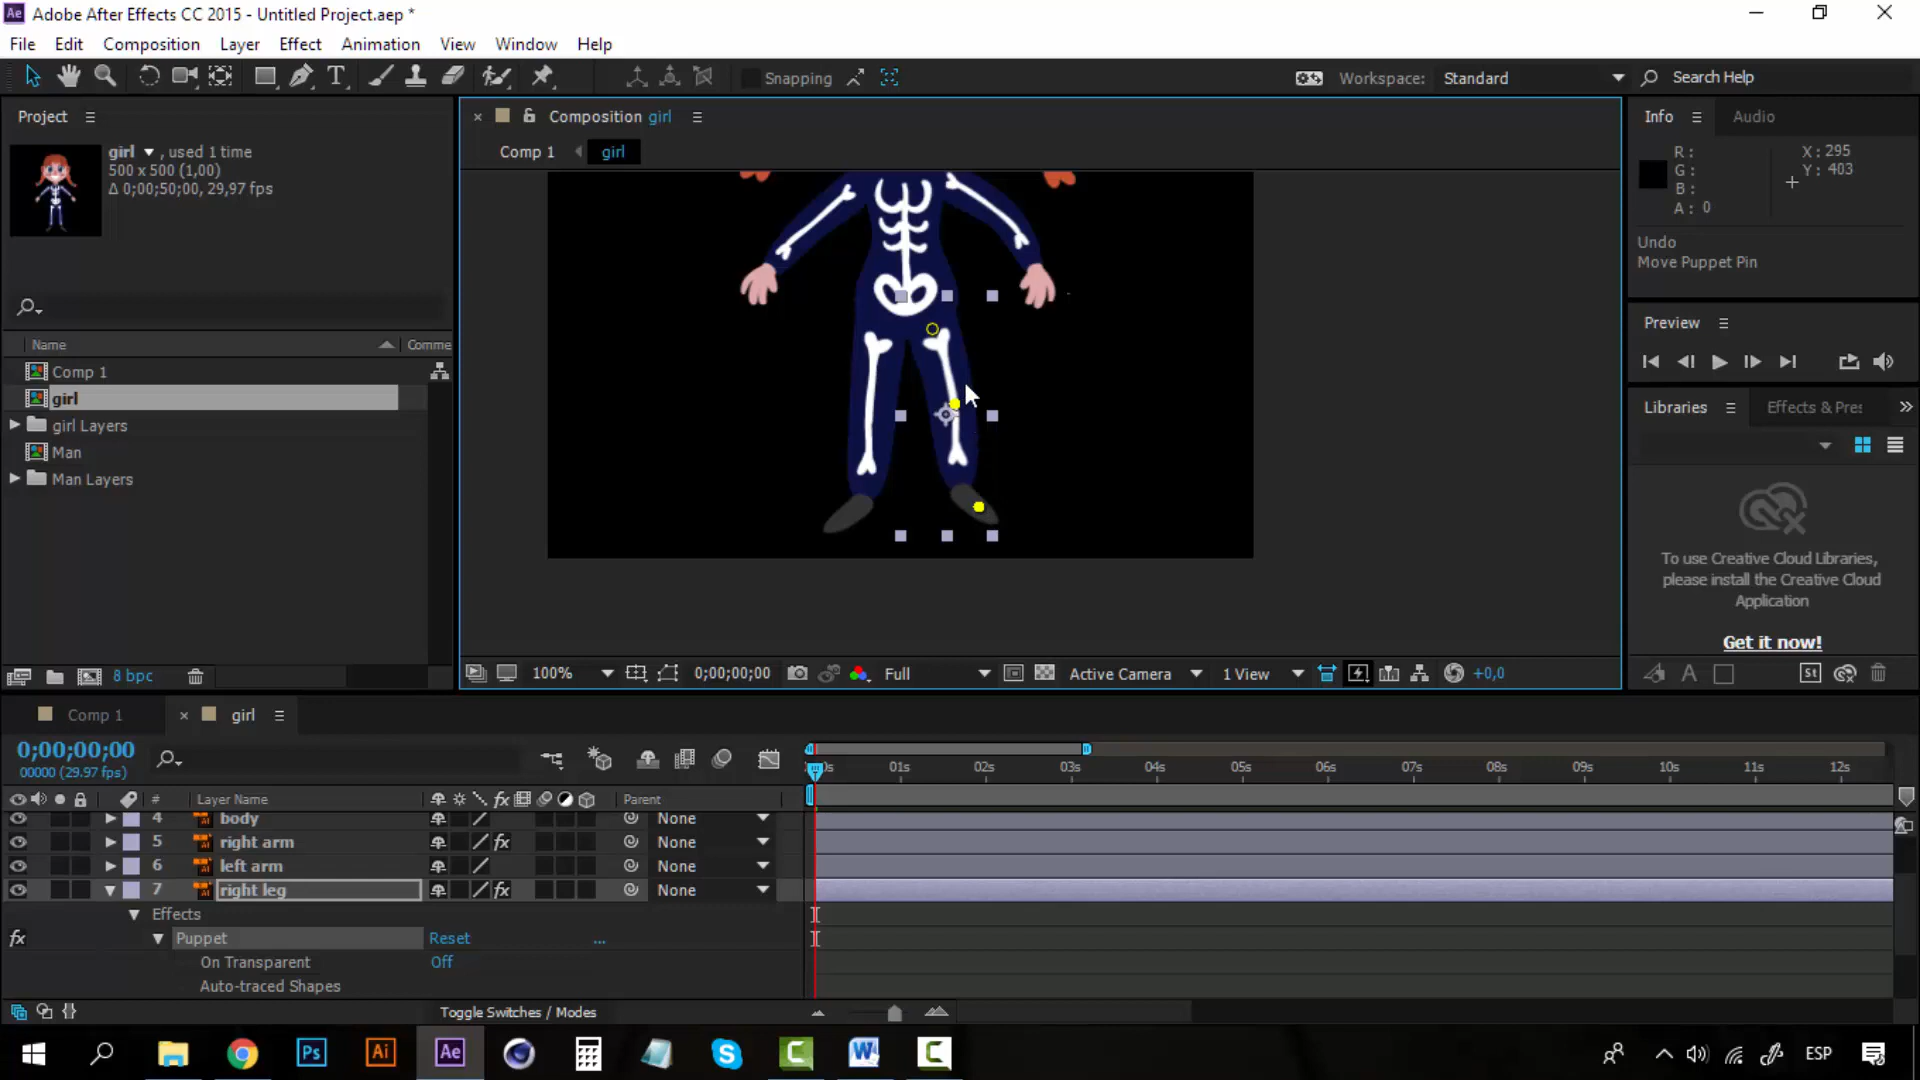 Adobe After Effects CC 2015 - Untitled Project.aep *
File Edit Composition Layer Effect Animation View Window Help
Snapping
Workspace: Standard
Search Help
Project
girl , used 1 time
500 x 500 (1,00)
Δ 0;00;50;00, 29,97 fps
Name
Comme
Comp 1
girl
girl Layers
Man
Man Layers
8 bpc
Composition girl
Comp 1
girl
100%
0;00;00;00
Full
Active Camera
1 View
+0,0
Info
Audio
R:
G:
B:
A: 0
X: 295
Y: 403
Undo
Move Puppet Pin
Preview
Libraries
Effects & Pres
To use Creative Cloud Libraries,
please install the Creative Cloud
Application
Get it now!
St
Comp 1
girl
0;00;00;00
00000 (29.97 fps)
01s 02s 03s 04s 05s 06s 07s 08s 09s 10s 11s 12s
# Layer Name
Parent
4 body None
5 right arm None
6 left arm None
7 right leg None
Effects
fx Puppet Reset ...
On Transparent Off
Auto-traced Shapes
Toggle Switches / Modes
Ps Ai Ae
ESP